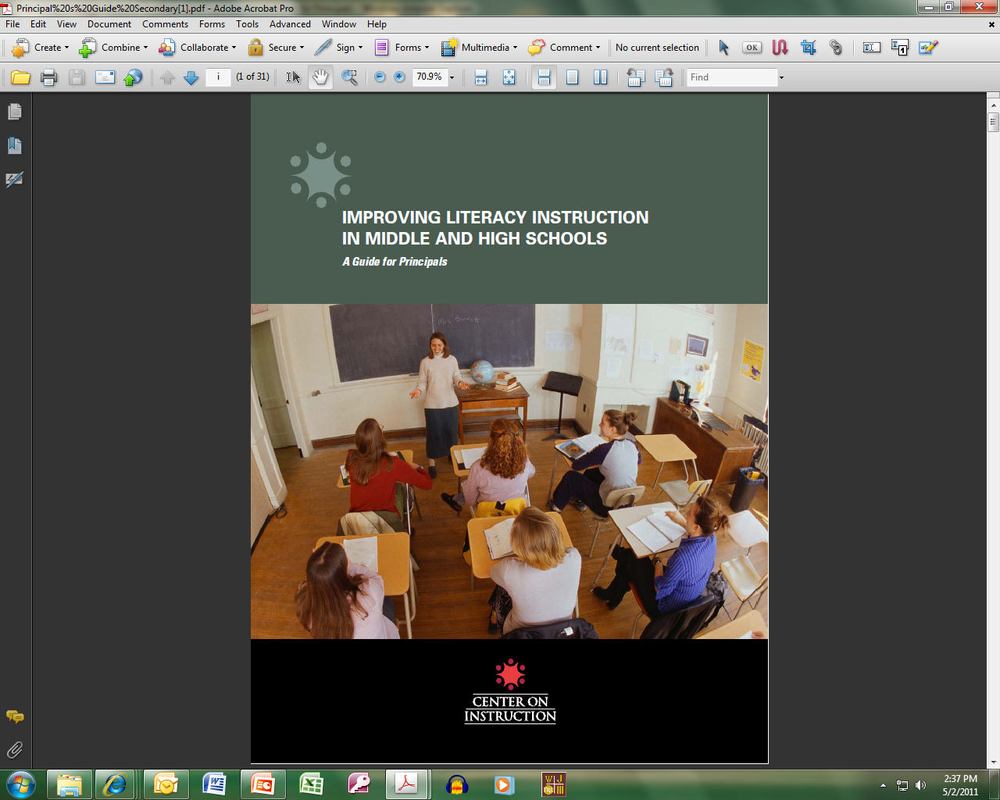 Principal%20s%20Guide%20Secondary[1].pdf - Adobe Acrobat Pro
File Edit View Document Comments Forms Tools Advanced Window Help
Create Combine Collaborate Secure Sign Forms Multimedia Comment No current selection OK
i (1 of 31) 70.9% Find
IMPROVING LITERACY INSTRUCTION
IN MIDDLE AND HIGH SCHOOLS
A Guide for Principals
CENTER ON
INSTRUCTION
2:37 PM
5/2/2011